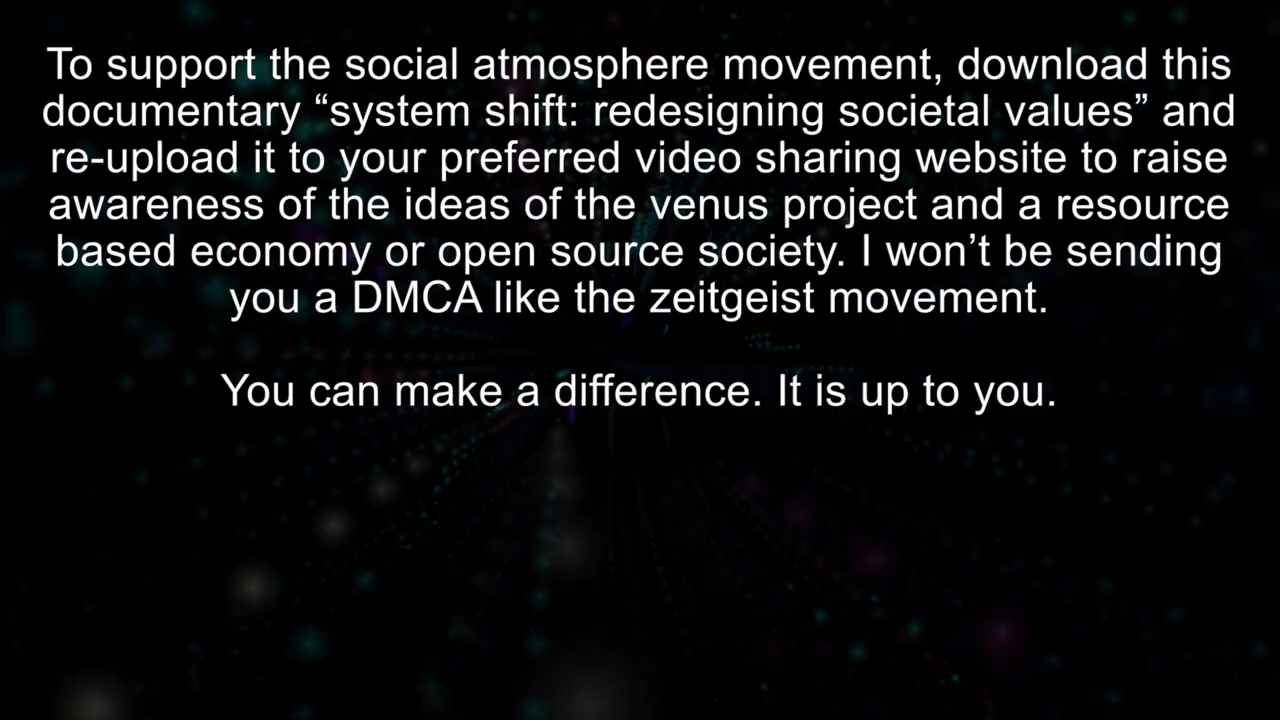 To support the social atmosphere movement, download this
documentary “system shift: redesigning societal values” and
re-upload it to your preferred video sharing website to raise
awareness of the ideas of the venus project and a resource
based economy or open source society. I won’t be sending
you a DMCA like the zeitgeist movement.
You can make a difference. It is up to you.